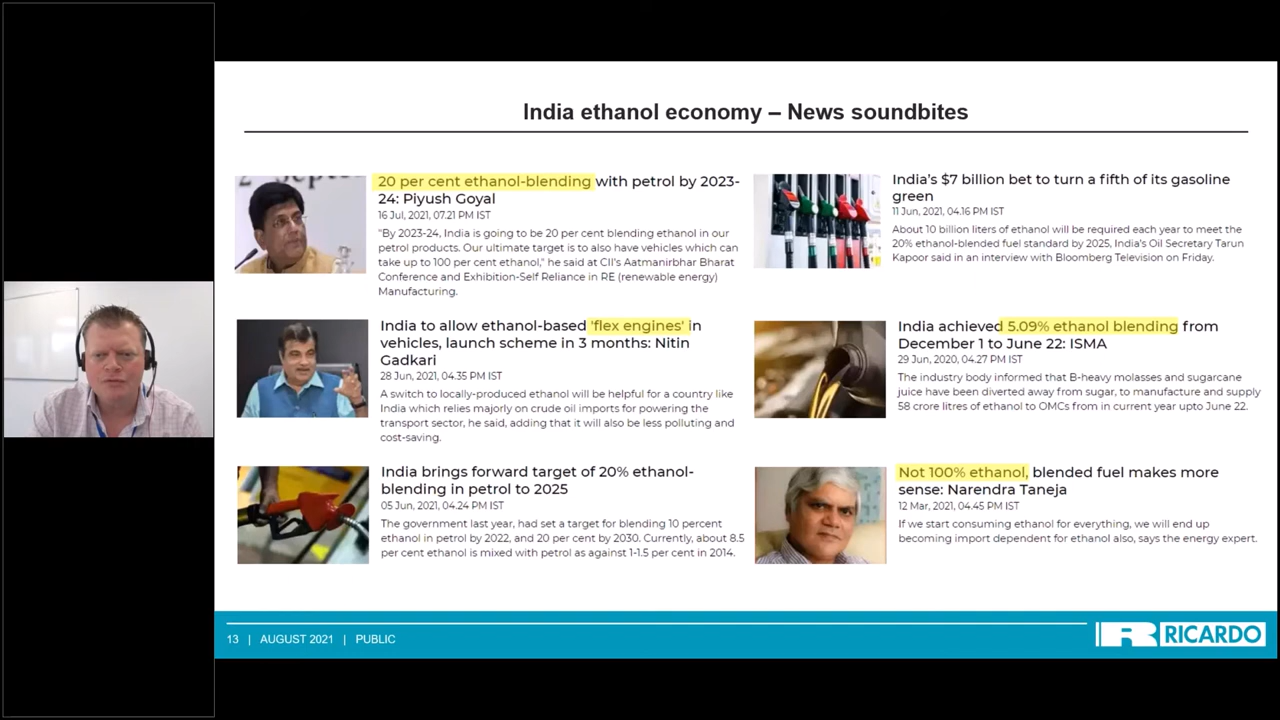 India ethanol economy – News soundbites
20 per cent ethanol-blending with petrol by 2023-
24: Piyush Goyal
16 Jul, 2021, 07.21 PM IST
"By 2023-24, India is going to be 20 per cent blending ethanol in our
petrol products. Our ultimate target is to also have vehicles which can
take up to 100 per cent ethanol," he said at CII's Aatmanirbhar Bharat
Conference and Exhibition-Self Reliance in RE (renewable energy)
Manufacturing.
India to allow ethanol-based 'flex engines' in
vehicles, launch scheme in 3 months: Nitin
Gadkari
28 Jun, 2021, 04.35 PM IST
A switch to locally-produced ethanol will be helpful for a country like
India which relies majorly on crude oil imports for powering the
transport sector, he said, adding that it will also be less polluting and
cost-saving.
India brings forward target of 20% ethanol-
blending in petrol to 2025
05 Jun, 2021, 04.24 PM IST
The government last year, had set a target for blending 10 percent
ethanol in petrol by 2022, and 20 per cent by 2030. Currently, about 8.5
per cent ethanol is mixed with petrol as against 1-1.5 per cent in 2014.
India's $7 billion bet to turn a fifth of its gasoline
green
11 Jun, 2021, 04.16 PM IST
About 10 billion liters of ethanol will be required each year to meet the
20% ethanol-blended fuel standard by 2025, India's Oil Secretary Tarun
Kapoor said in an interview with Bloomberg Television on Friday.
India achieved 5.09% ethanol blending from
December 1 to June 22: ISMA
29 Jun, 2020, 04.27 PM IST
The industry body informed that B-heavy molasses and sugarcane
juice have been diverted away from sugar, to manufacture and supply
58 crore litres of ethanol to OMCs from in current year upto June 22.
Not 100% ethanol, blended fuel makes more
sense: Narendra Taneja
12 Mar, 2021, 04.45 PM IST
If we start consuming ethanol for everything, we will end up
becoming import dependent for ethanol also, says the energy expert.
13 | AUGUST 2021 | PUBLIC
RICARDO